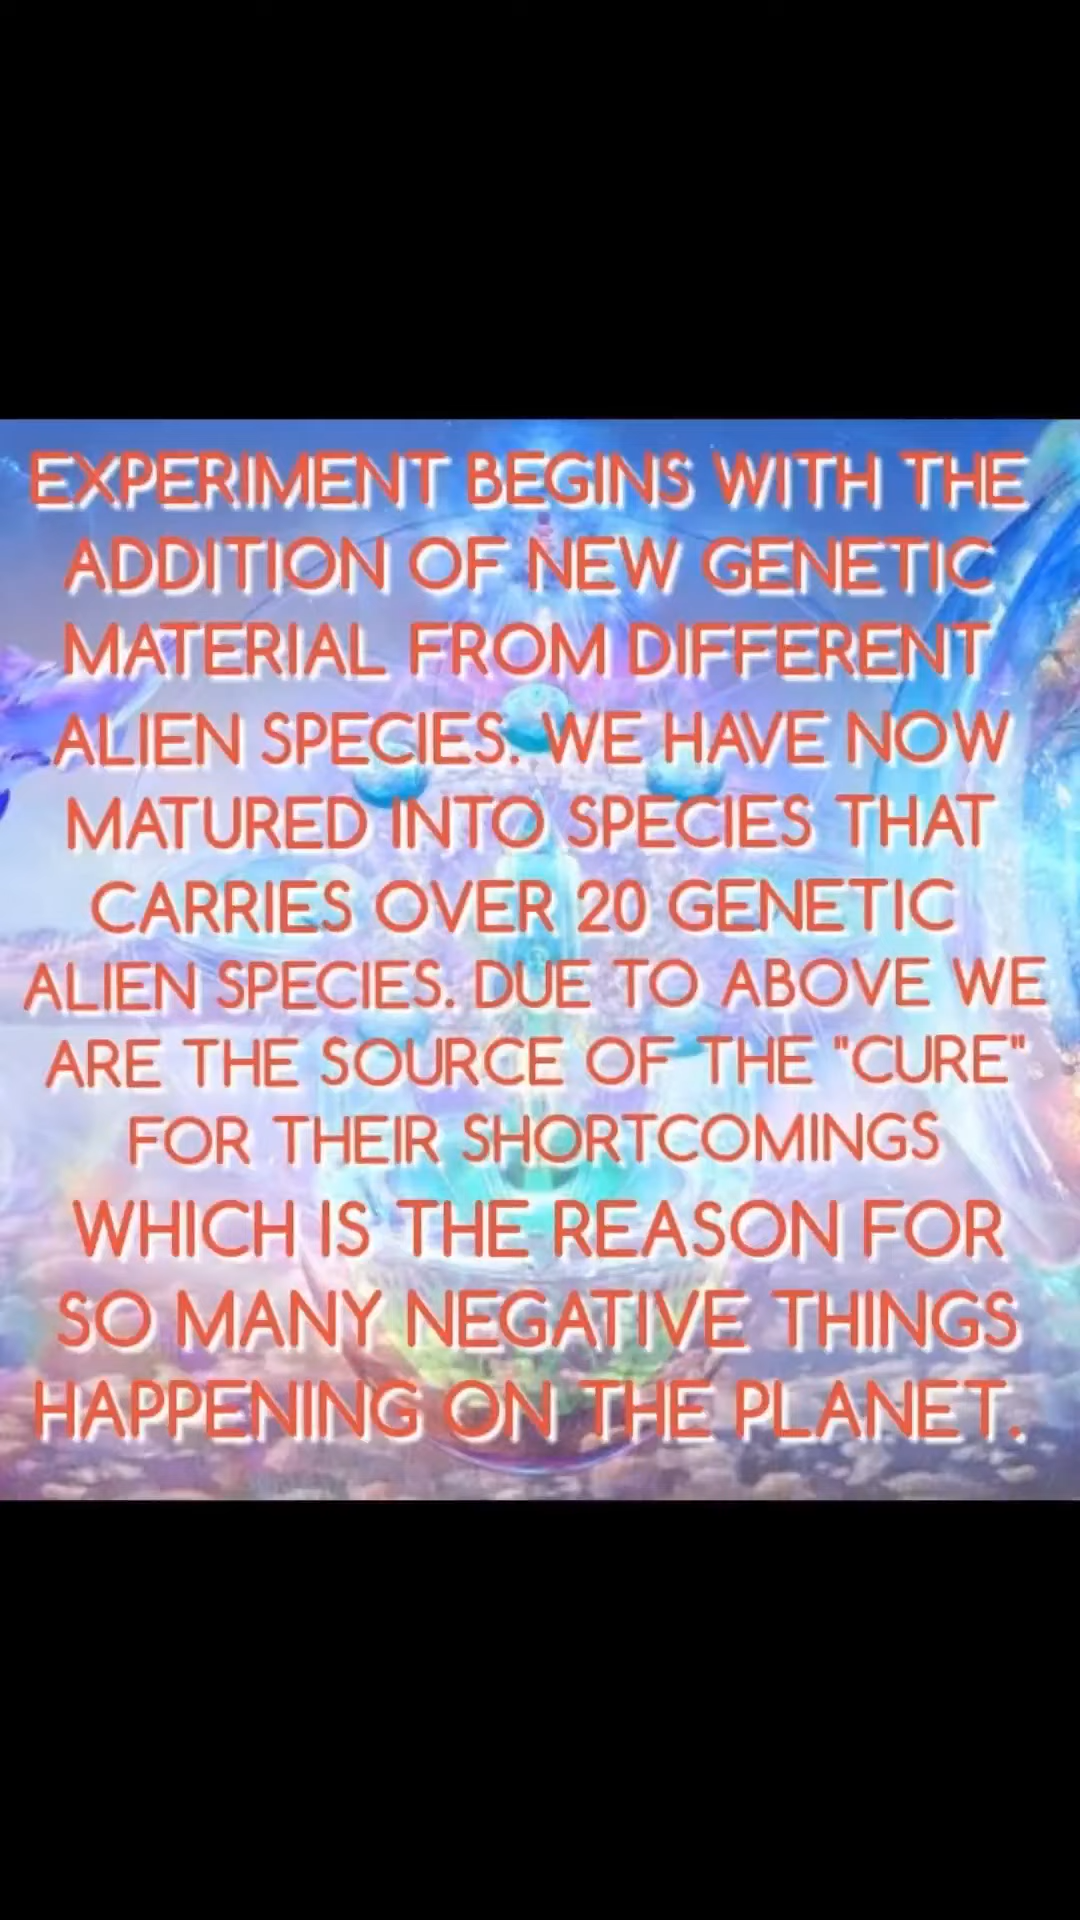 EXPERIMENT BEGINS WITH THE
ADDITION OF NEW GENETIC
MATERIAL FROM DIFFERENT
ALIEN SPECIES. WE HAVE NOW
MATURED INTO SPECIES THAT
CARRIES OVER 20 GENETIC
ALIEN SPECIES. DUE TO ABOVE WE
ARE THE SOURCE OF THE "CURE"
FOR THEIR SHORTCOMINGS
WHICH IS THE REASON FOR
SO MANY NEGATIVE THINGS
HAPPENING ON THE PLANET.